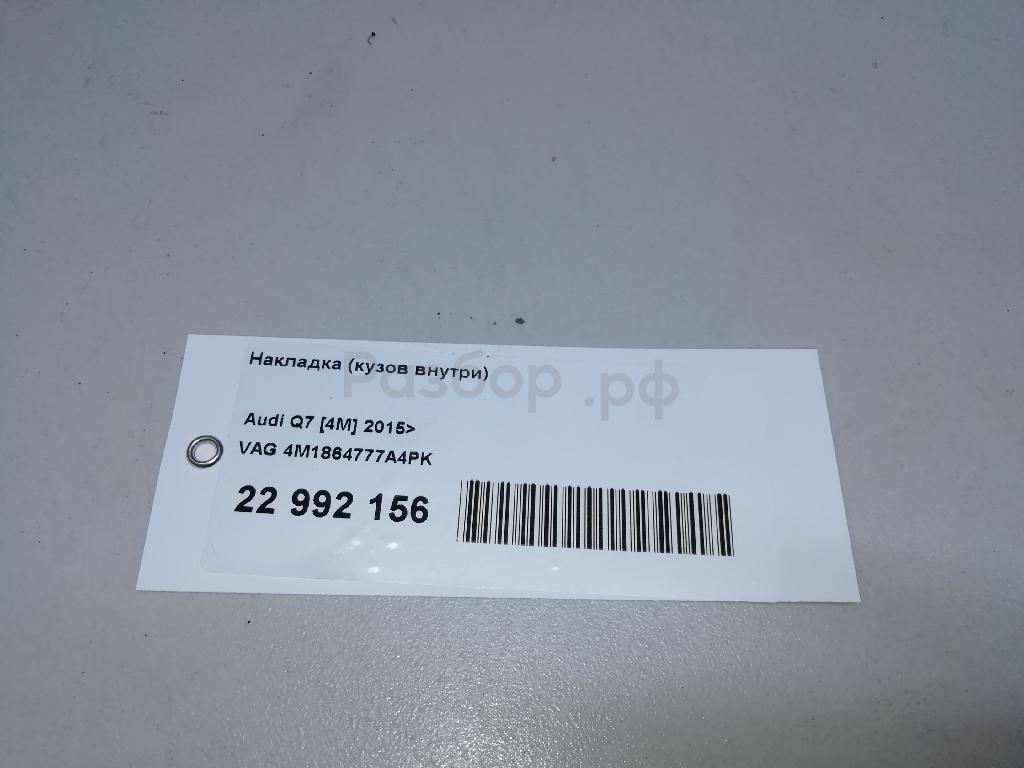 Накладка (кузов внутри)
Разбор.рф
Audi Q7 [4M] 2015>
VAG 4M1864777A4PK
22 992 156